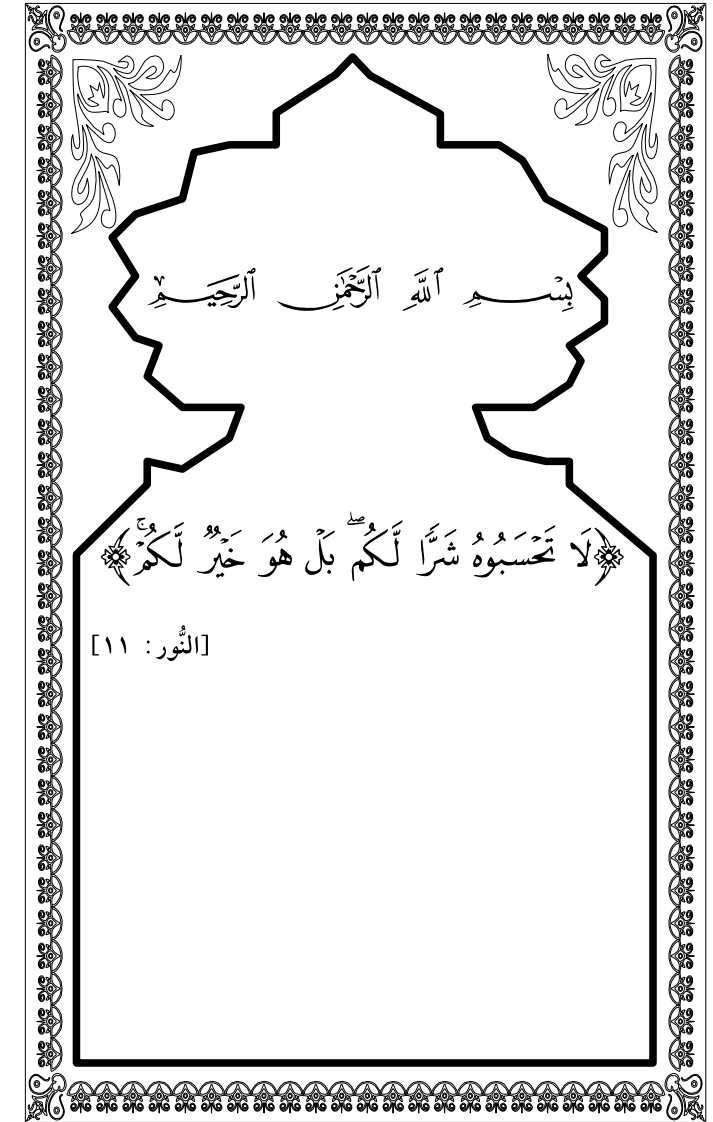 بِسْمِ ٱللَّهِ ٱلرَّحْمَٰنِ ٱلرَّحِيمِ
﴿لَا تَحْسَبُوهُ شَرًّا لَّكُم ۖ بَلْ هُوَ خَيْرٌ لَّكُمْ ۚ﴾
[النُّور: ١١]